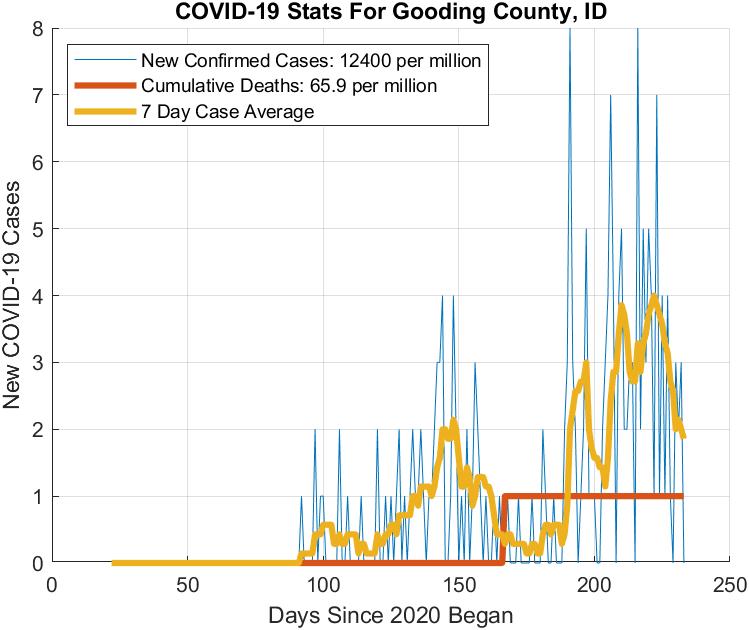 COVID-19 Stats For Gooding County, ID
New Confirmed Cases: 12400 per million
Cumulative Deaths: 65.9 per million
7 Day Case Average
New COVID-19 Cases
8
7
6
5
4
3
2
1
0
0 50 100 150 200 250
Days Since 2020 Began